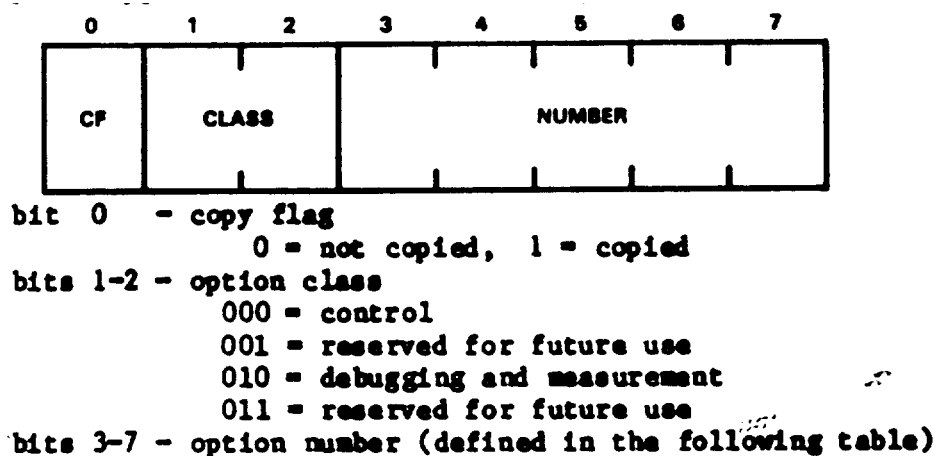 0 1 2 3 4 5 6 7
CF CLASS NUMBER
bit 0 - copy flag
0 = not copied, 1 = copied
bits 1-2 - option class
000 = control
001 = reserved for future use
010 = debugging and measurement
011 = reserved for future use
bits 3-7 - option number (defined in the following table)